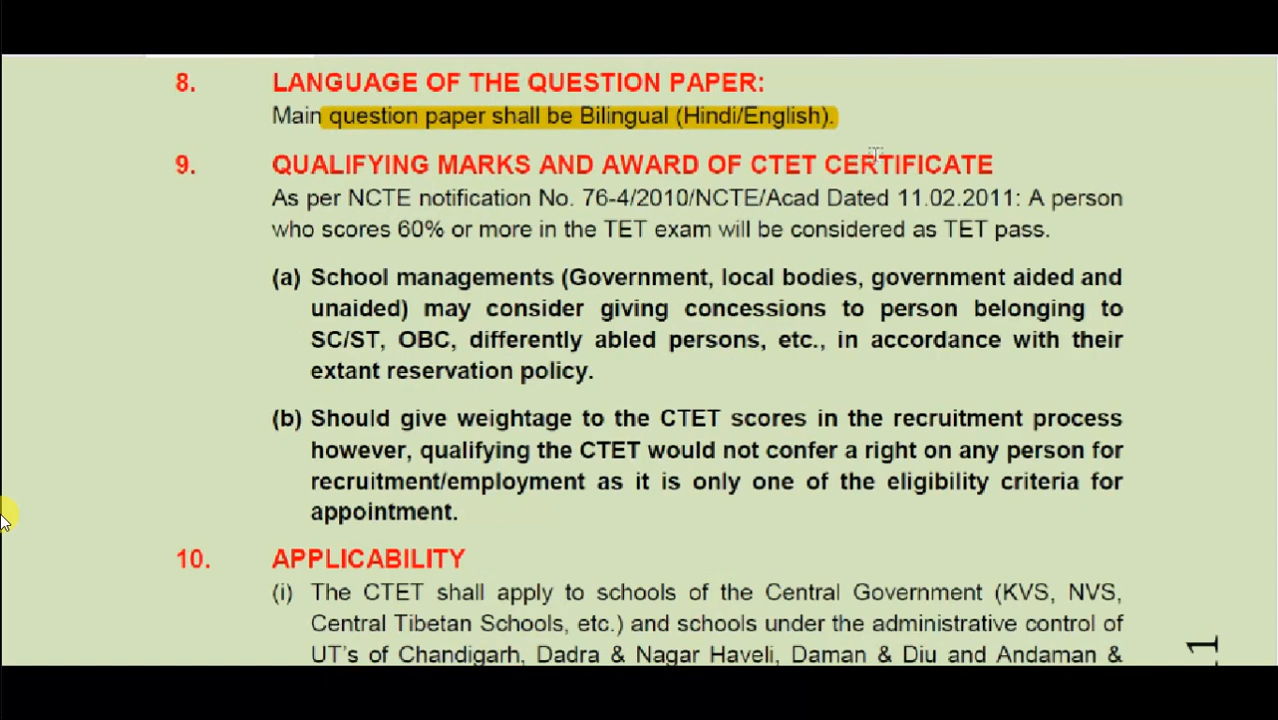 8. LANGUAGE OF THE QUESTION PAPER:
Main question paper shall be Bilingual (Hindi/English).
9. QUALIFYING MARKS AND AWARD OF CTET CERTIFICATE
As per NCTE notification No. 76-4/2010/NCTE/Acad Dated 11.02.2011: A person
who scores 60% or more in the TET exam will be considered as TET pass.
(a) School managements (Government, local bodies, government aided and
unaided) may consider giving concessions to person belonging to
SC/ST, OBC, differently abled persons, etc., in accordance with their
extant reservation policy.
(b) Should give weightage to the CTET scores in the recruitment process
however, qualifying the CTET would not confer a right on any person for
recruitment/employment as it is only one of the eligibility criteria for
appointment.
10. APPLICABILITY
(i) The CTET shall apply to schools of the Central Government (KVS, NVS,
Central Tibetan Schools, etc.) and schools under the administrative control of
UT's of Chandigarh, Dadra & Nagar Haveli, Daman & Diu and Andaman &